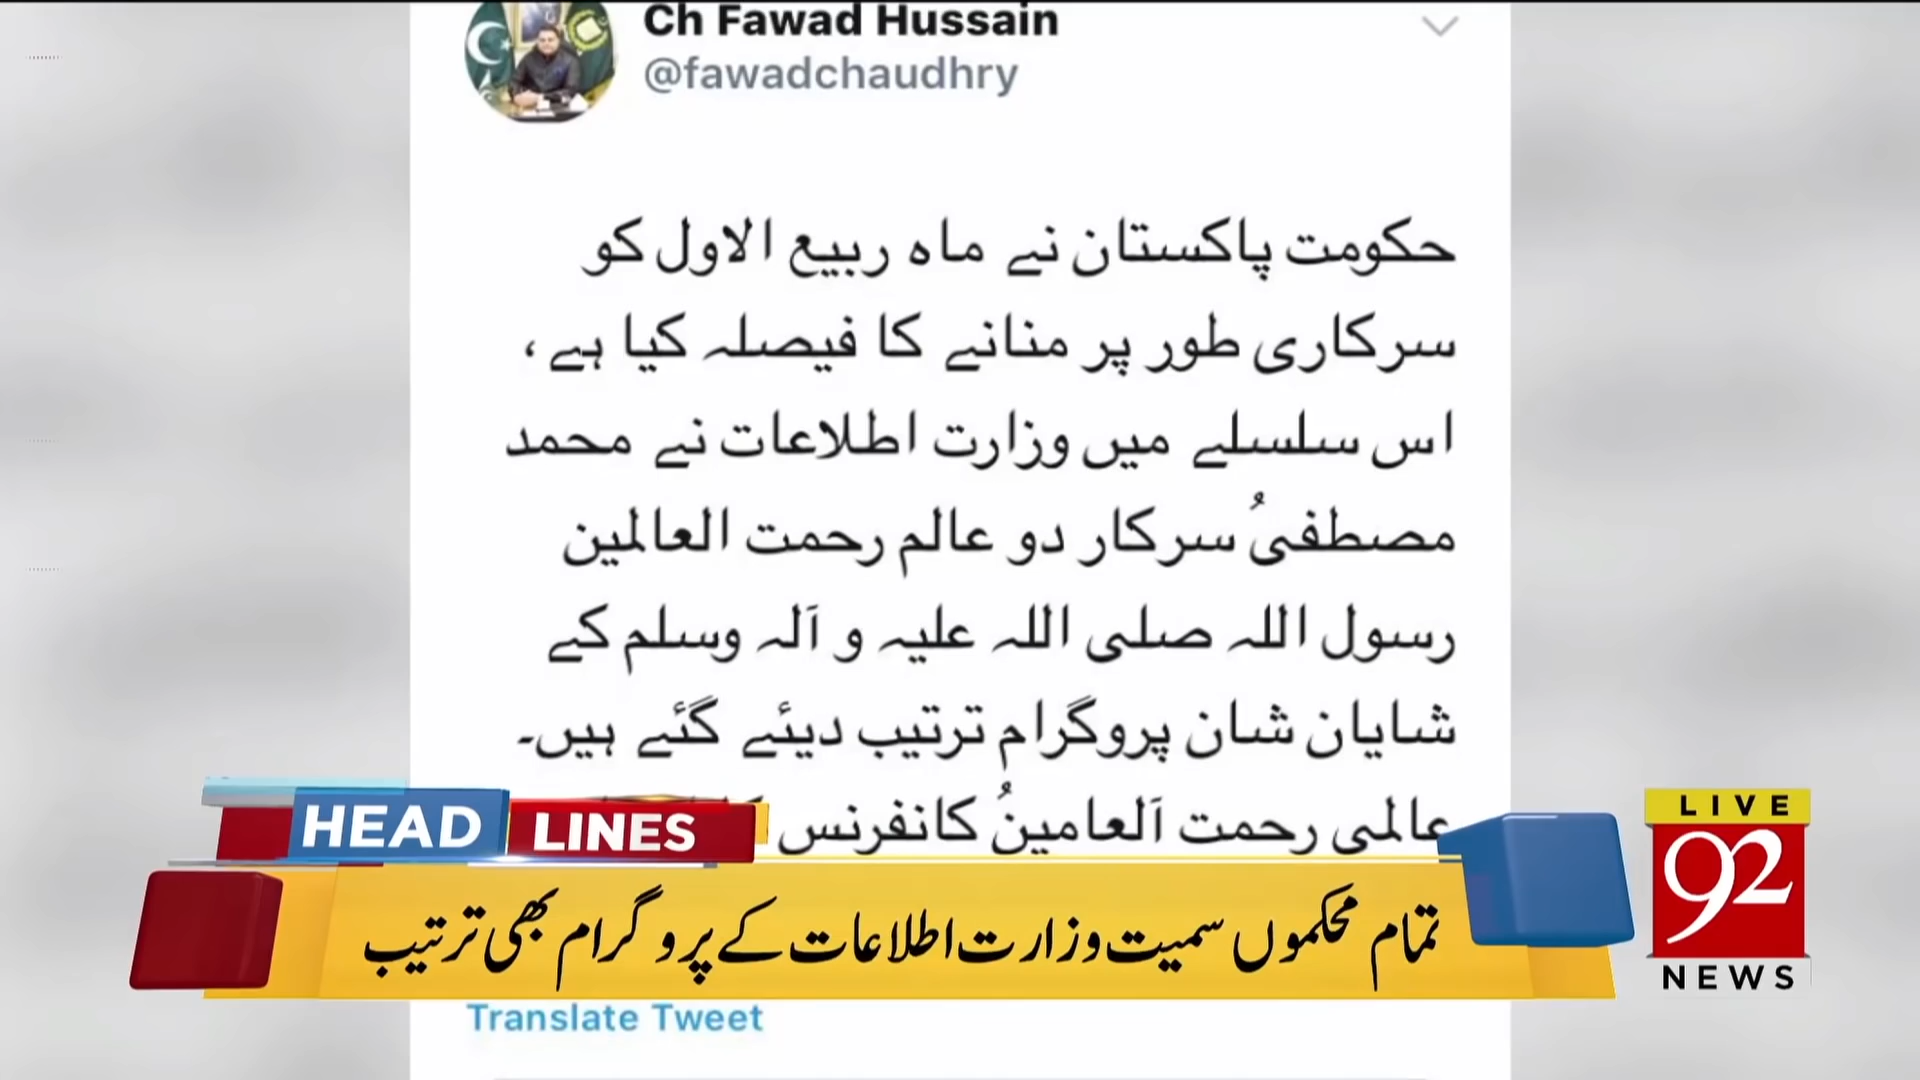 Ch Fawad Hussain
@fawadchaudhry
حکومت پاکستان نے ماہ ربیع الاول کو
سرکاری طور پر منانے کا فیصلہ کیا ہے،
اس سلسلے میں وزارت اطلاعات نے محمد
مصطفیُٰ سرکار دو عالم رحمت العالمین
رسول اللہ صلی اللہ علیہ و آلہ وسلم کے
شایان شان پروگرام ترتیب دیئے گئے ہیں۔
عالمی رحمت آلعامینُ کانفرنس
HEAD LINES
تمام محکموں سمیت وزارت اطلاعات کے پروگرام بھی ترتیب
LIVE
92
NEWS
Translate Tweet